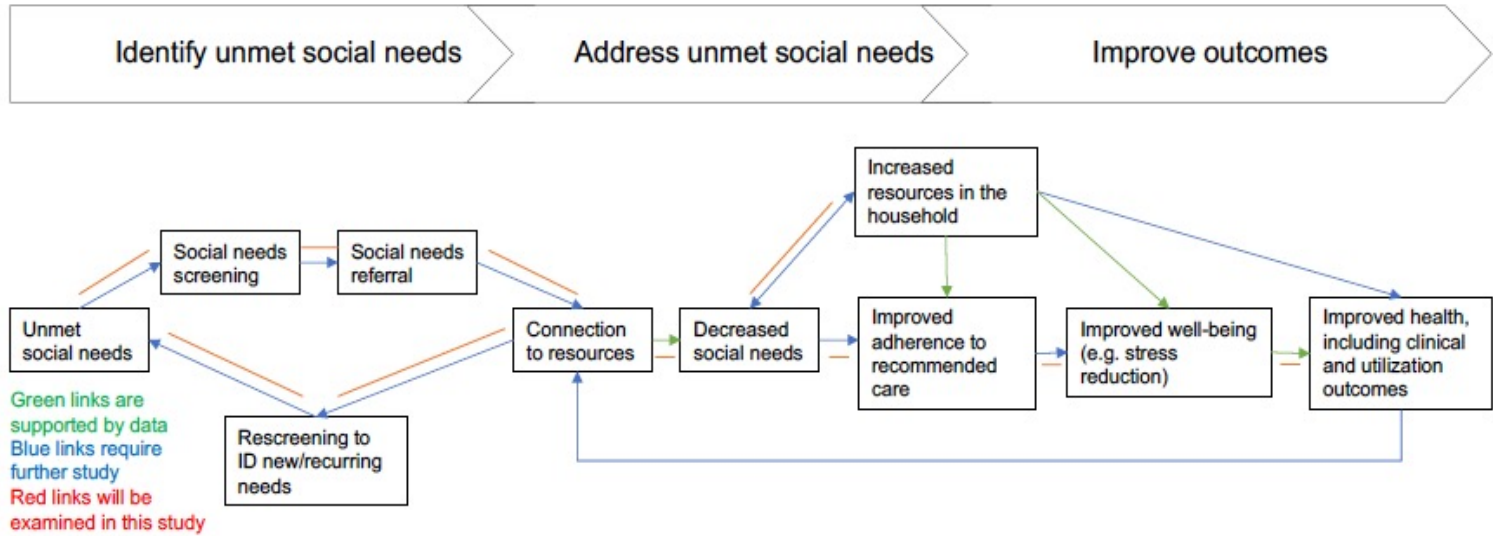 Identify unmet social needs
Address unmet social needs
Improve outcomes
Increased
resources in the
household
Social needs
screening
Social needs
referral
Unmet
social needs
Connection
to resources
Decreased
social needs
Improved
adherence to
recommended
care
Improved well-being
(e.g. stress
reduction)
Improved health,
including clinical
and utilization
outcomes
Green links are
supported by data
Blue links require
further study
Red links will be
examined in this study
Rescreening to
ID new/recurring
needs